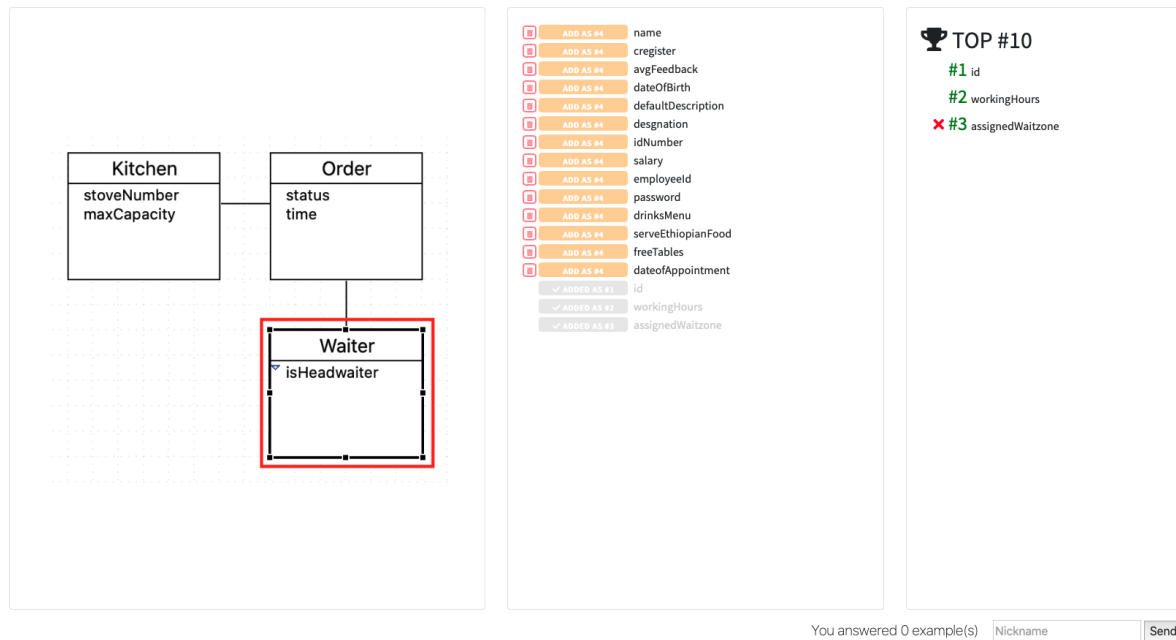 Kitchen
stoveNumber
maxCapacity
Order
status
time
Waiter
isHeadwaiter
ADD AS #4 name
ADD AS #4 cregister
ADD AS #4 avgFeedback
ADD AS #4 dateOfBirth
ADD AS #4 defaultDescription
ADD AS #4 desgnation
ADD AS #4 idNumber
ADD AS #4 salary
ADD AS #4 employeeId
ADD AS #4 password
ADD AS #4 drinksMenu
ADD AS #4 serveEthiopianFood
ADD AS #4 freeTables
ADD AS #4 dateofAppointment
ADDED AS #1 id
ADDED AS #2 workingHours
ADDED AS #3 assignedWaitzone
TOP #10
#1 id
#2 workingHours
#3 assignedWaitzone
You answered 0 example(s) Nickname Send